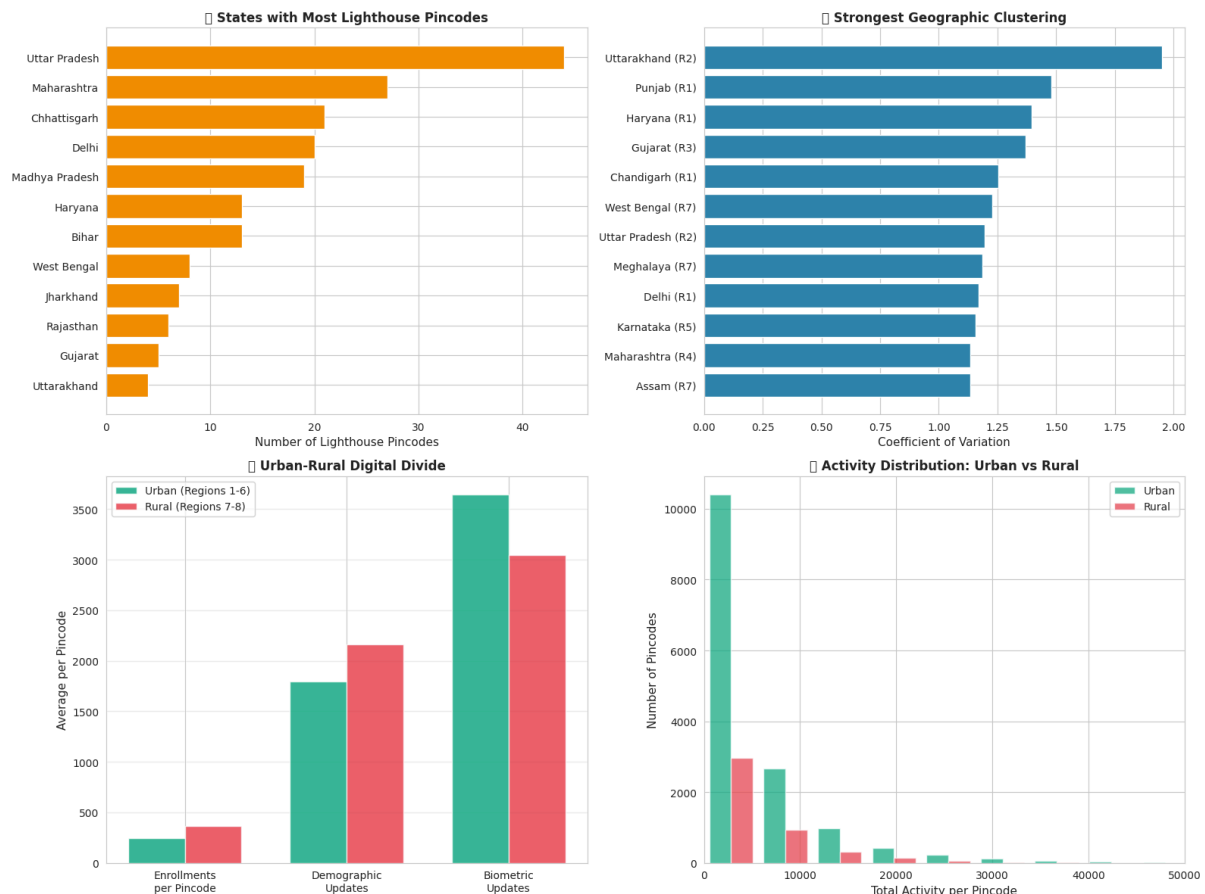 States with Most Lighthouse Pincodes
Uttar Pradesh
Maharashtra
Chhattisgarh
Delhi
Madhya Pradesh
Haryana
Bihar
West Bengal
Jharkhand
Rajasthan
Gujarat
Uttarakhand
0 10 20 30 40
Number of Lighthouse Pincodes
Strongest Geographic Clustering
Uttarakhand (R2)
Punjab (R1)
Haryana (R1)
Gujarat (R3)
Chandigarh (R1)
West Bengal (R7)
Uttar Pradesh (R2)
Meghalaya (R7)
Delhi (R1)
Karnataka (R5)
Maharashtra (R4)
Assam (R7)
0.00 0.25 0.50 0.75 1.00 1.25 1.50 1.75 2.00
Coefficient of Variation
Urban-Rural Digital Divide
Urban (Regions 1-6)
Rural (Regions 7-8)
Average per Pincode
3500
3000
2500
2000
1500
1000
500
0
Enrollments
per Pincode
Demographic
Updates
Biometric
Updates
Activity Distribution: Urban vs Rural
Urban
Rural
Number of Pincodes
10000
8000
6000
4000
2000
0
0 10000 20000 30000 40000 50000
Total Activity per Pincode